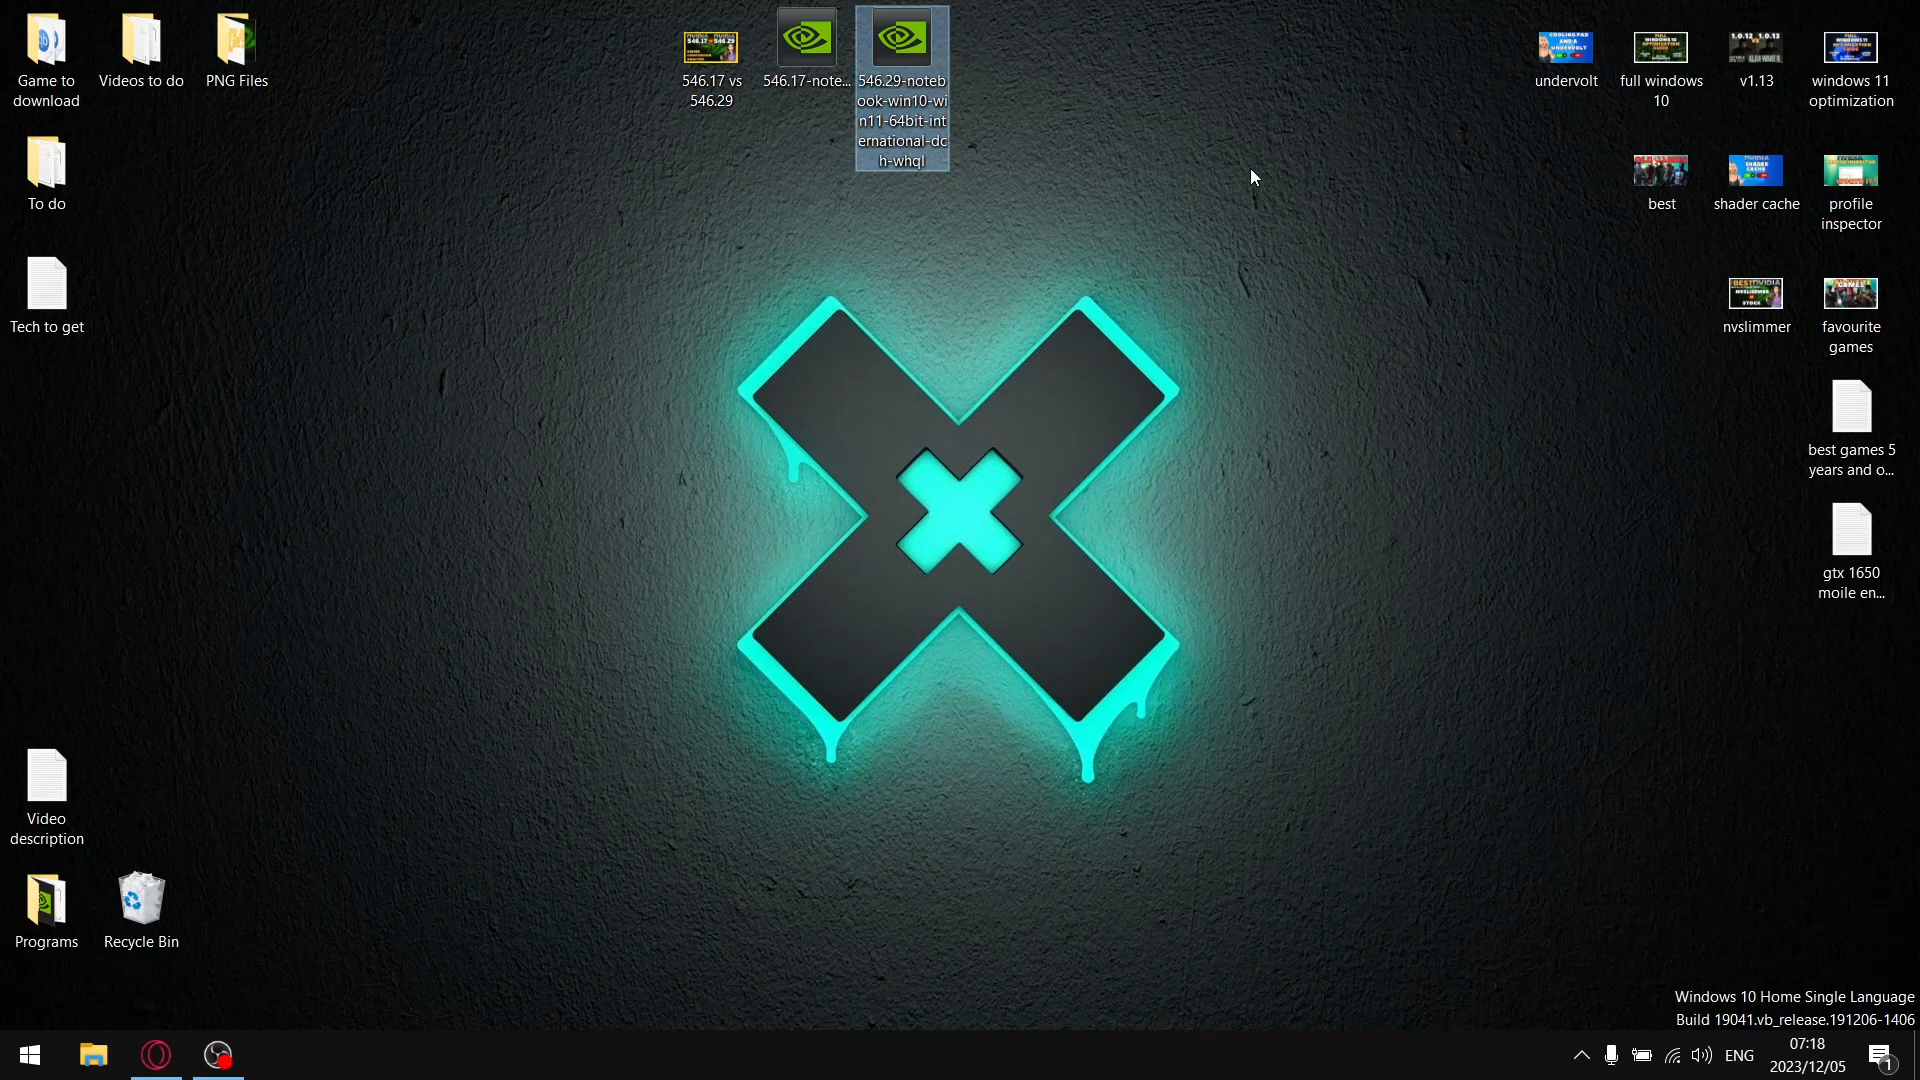 Game to
download
Videos to do
PNG Files
546.17 vs
546.29
546.17-note...
546.29-noteb
ook-win10-wi
n11-64bit-int
ernational-dc
h-whql
undervolt
full windows
10
v1.13
windows 11
optimization
To do
best
shader cache
profile
inspector
Tech to get
nvslimmer
favourite
games
best games 5
years and o...
gtx 1650
moile en...
Video
description
Programs
Recycle Bin
Windows 10 Home Single Language
Build 19041.vb_release.191206-1406
ENG
07:18
2023/12/05
1